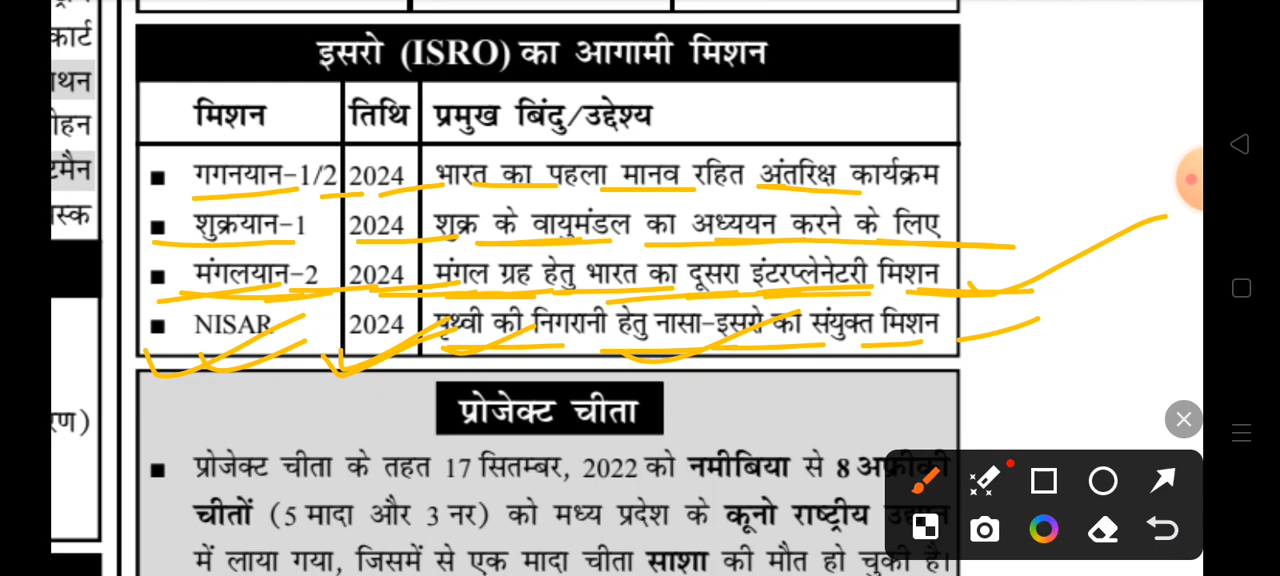 कार्ट
थन
हन
टमैन
स्क
रण)
इसरो (ISRO) का आगामी मिशन
मिशन तिथि प्रमुख बिंदु/उद्देश्य
▪ गगनयान-1/2 2024 भारत का पहला मानव रहित अंतरिक्ष कार्यक्रम
▪ शुक्रयान-1 2024 शुक्र के वायुमंडल का अध्ययन करने के लिए
▪ मंगलयान-2 2024 मंगल ग्रह हेतु भारत का दूसरा इंटरप्लेनेटरी मिशन
▪ NISAR 2024 पृथ्वी की निगरानी हेतु नासा-इसरो का संयुक्त मिशन
प्रोजेक्ट चीता
▪ प्रोजेक्ट चीता के तहत 17 सितम्बर, 2022 को नमीबिया से 8 अफ्रीकी
चीतों (5 मादा और 3 नर) को मध्य प्रदेश के कूनो राष्ट्रीय उद्यान
में लाया गया, जिसमें से एक मादा चीता साशा की मौत हो चुकी है।